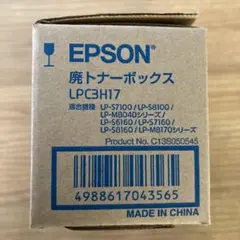 EPSON
廃トナーボックス
LPC3H17
適合機種 LP-S7100 / LP-S8100 /
LP-M8040シリーズ /
LP-S6160 / LP-S7160 /
LP-S8160 / LP-M8170シリーズ
Product No. C13S050545
4988617043565
MADE IN CHINA